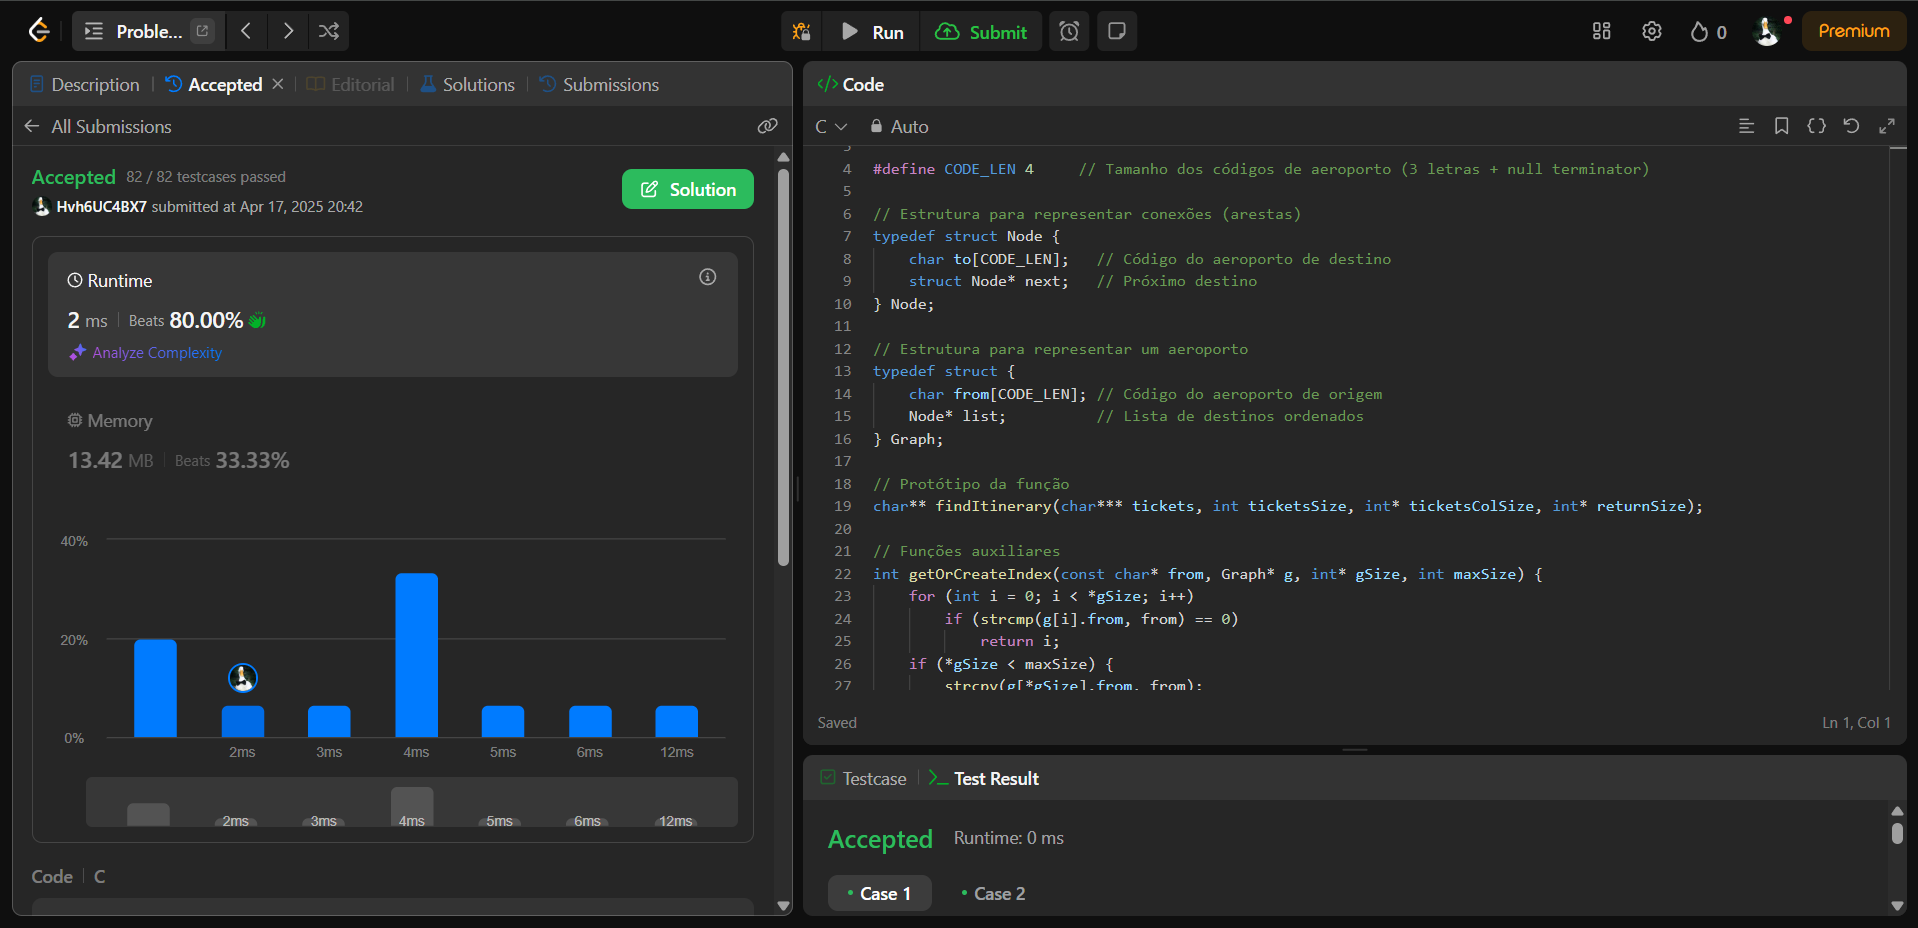 Proble...
Run
Submit
0
Premium
Description
Accepted
Editorial
Solutions
Submissions
All Submissions
Accepted 82 / 82 testcases passed
Hvh6UC4BX7 submitted at Apr 17, 2025 20:42
Solution
Runtime
2 ms Beats 80.00%
Analyze Complexity
Memory
13.42 MB Beats 33.33%
40%
20%
0%
2ms 3ms 4ms 5ms 6ms 12ms
2ms 3ms 4ms 5ms 6ms 12ms
Code C
</> Code
C Auto
4 #define CODE_LEN 4 // Tamanho dos códigos de aeroporto (3 letras + null terminator)
5
6 // Estrutura para representar conexões (arestas)
7 typedef struct Node {
8 char to[CODE_LEN]; // Código do aeroporto de destino
9 struct Node* next; // Próximo destino
10 } Node;
11
12 // Estrutura para representar um aeroporto
13 typedef struct {
14 char from[CODE_LEN]; // Código do aeroporto de origem
15 Node* list; // Lista de destinos ordenados
16 } Graph;
17
18 // Protótipo da função
19 char** findItinerary(char*** tickets, int ticketsSize, int* ticketsColSize, int* returnSize);
20
21 // Funções auxiliares
22 int getOrCreateIndex(const char* from, Graph* g, int* gSize, int maxSize) {
23 for (int i = 0; i < *gSize; i++)
24 if (strcmp(g[i].from, from) == 0)
25 return i;
26 if (*gSize < maxSize) {
27 strcpy(g[*gSize].from, from);
Saved
Ln 1, Col 1
Testcase
Test Result
Accepted Runtime: 0 ms
Case 1 Case 2